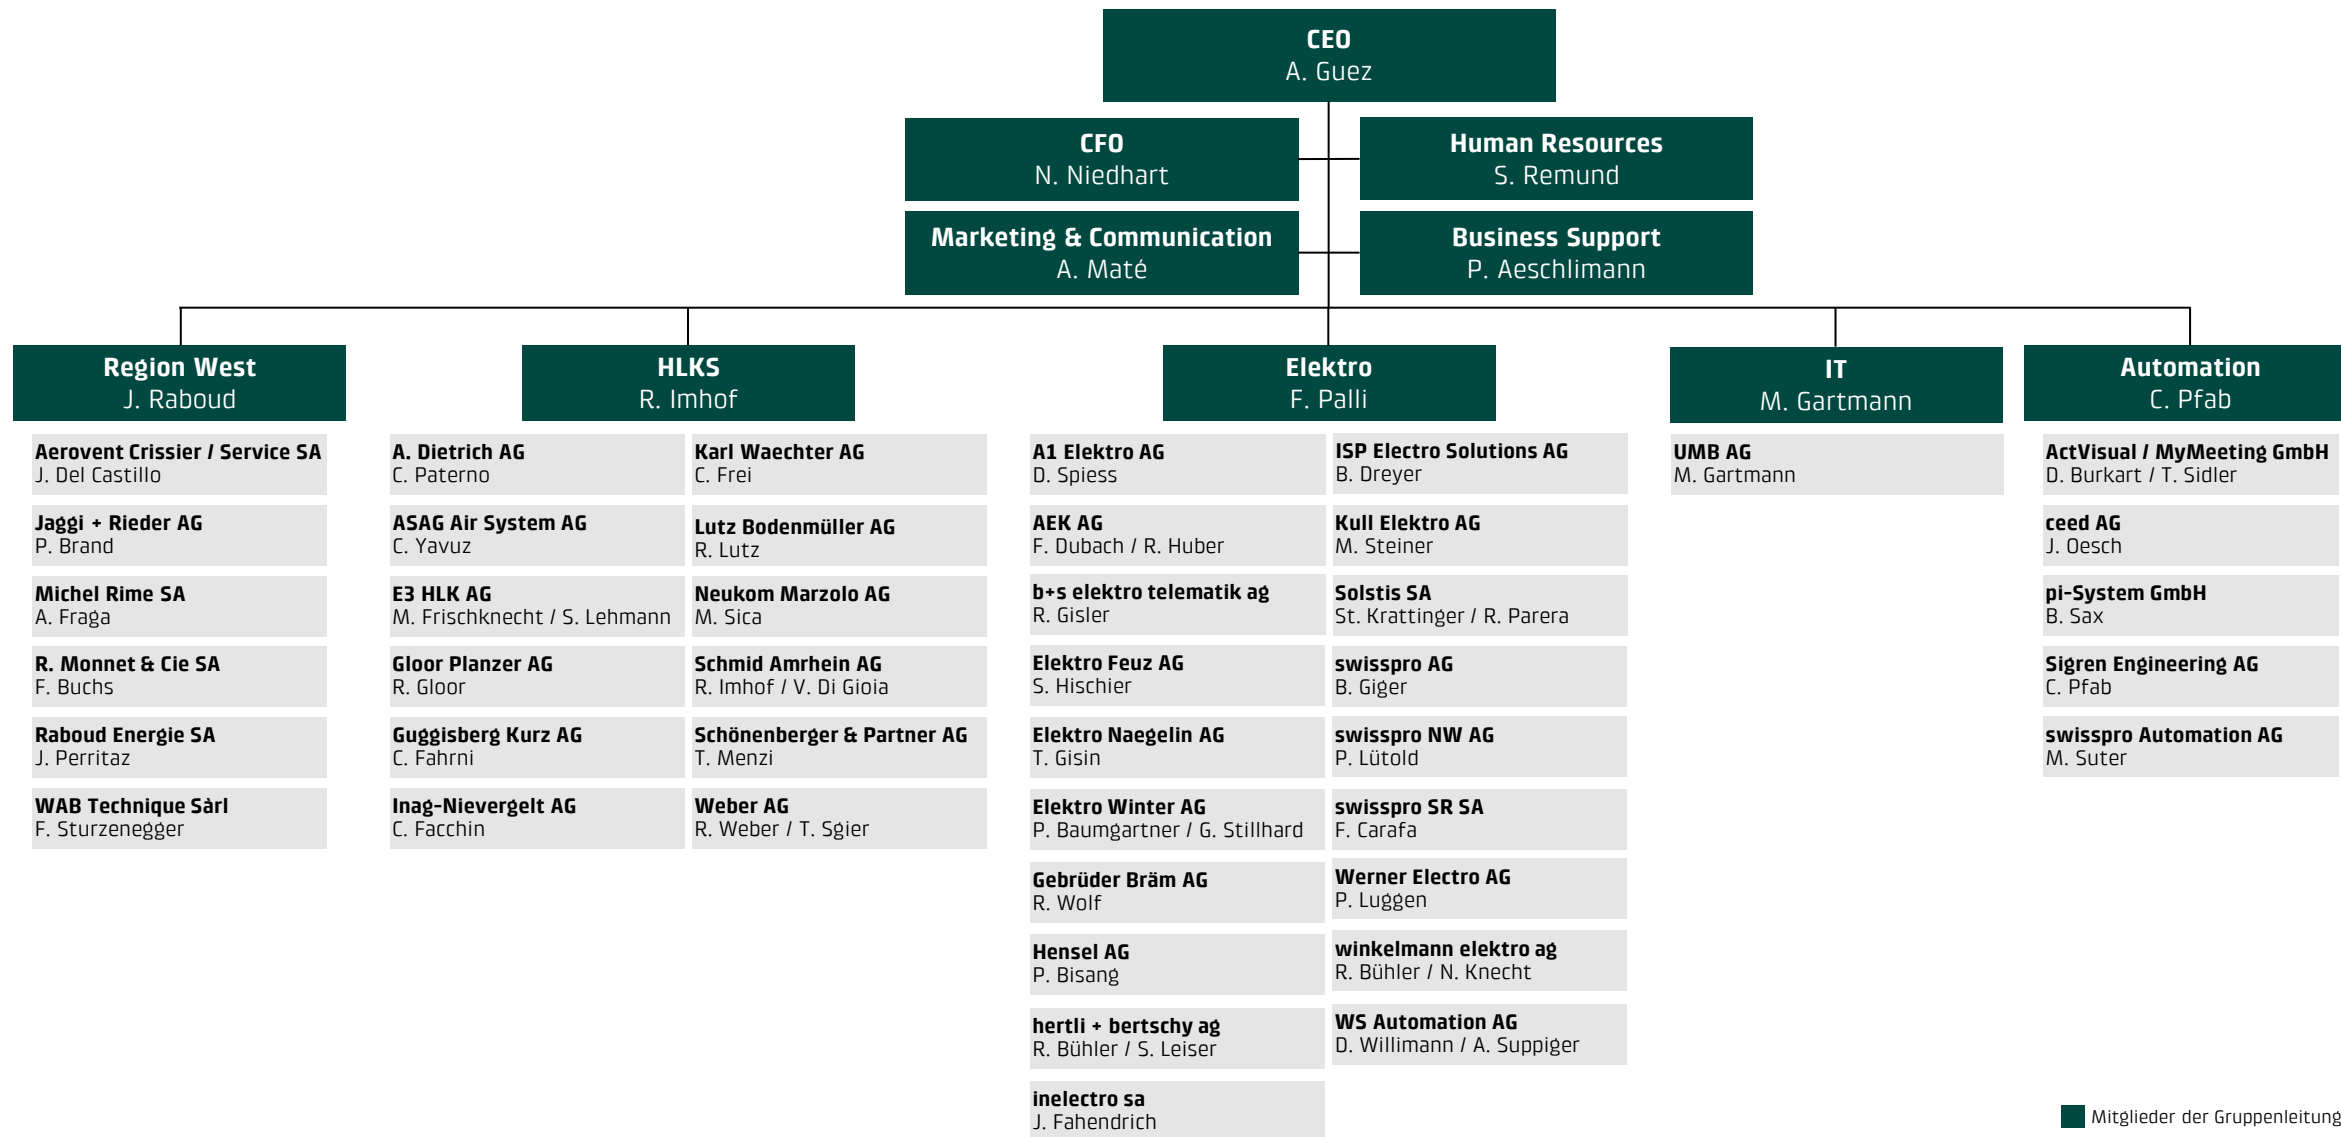 CEO
A. Guez
CFO
N. Niedhart
Human Resources
S. Remund
Marketing & Communication
A. Maté
Business Support
P. Aeschlimann
Region West
J. Raboud
Aerovent Crissier / Service SA
J. Del Castillo
Jaggi + Rieder AG
P. Brand
Michel Rime SA
A. Fraga
R. Monnet & Cie SA
F. Buchs
Raboud Energie SA
J. Perritaz
WAB Technique Sàrl
F. Sturzenegger
HLKS
R. Imhof
A. Dietrich AG
C. Paterno
ASAG Air System AG
C. Yavuz
E3 HLK AG
M. Frischknecht / S. Lehmann
Gloor Planzer AG
R. Gloor
Guggisberg Kurz AG
C. Fahrni
Inag-Nievergelt AG
C. Facchin
Karl Waechter AG
C. Frei
Lutz Bodenmüller AG
R. Lutz
Neukom Marzolo AG
M. Sica
Schmid Amrhein AG
R. Imhof / V. Di Gioia
Schönenberger & Partner AG
T. Menzi
Weber AG
R. Weber / T. Sgier
Elektro
F. Palli
A1 Elektro AG
D. Spiess
AEK AG
F. Dubach / R. Huber
b+s elektro telematik ag
R. Gisler
Elektro Feuz AG
S. Hischier
Elektro Naegelin AG
T. Gisin
Elektro Winter AG
P. Baumgartner / G. Stillhard
Gebrüder Bräm AG
R. Wolf
Hensel AG
P. Bisang
hertli + bertschy ag
R. Bühler / S. Leiser
inelectro sa
J. Fahendrich
ISP Electro Solutions AG
B. Dreyer
Kull Elektro AG
M. Steiner
Solstis SA
St. Krattinger / R. Parera
swisspro AG
B. Giger
swisspro NW AG
P. Lütold
swisspro SR SA
F. Carafa
Werner Electro AG
P. Luggen
winkelmann elektro ag
R. Bühler / N. Knecht
WS Automation AG
D. Willimann / A. Suppiger
IT
M. Gartmann
UMB AG
M. Gartmann
Automation
C. Pfab
ActVisual / MyMeeting GmbH
D. Burkart / T. Sidler
ceed AG
J. Oesch
pi-System GmbH
B. Sax
Sigren Engineering AG
C. Pfab
swisspro Automation AG
M. Suter
Mitglieder der Gruppenleitung